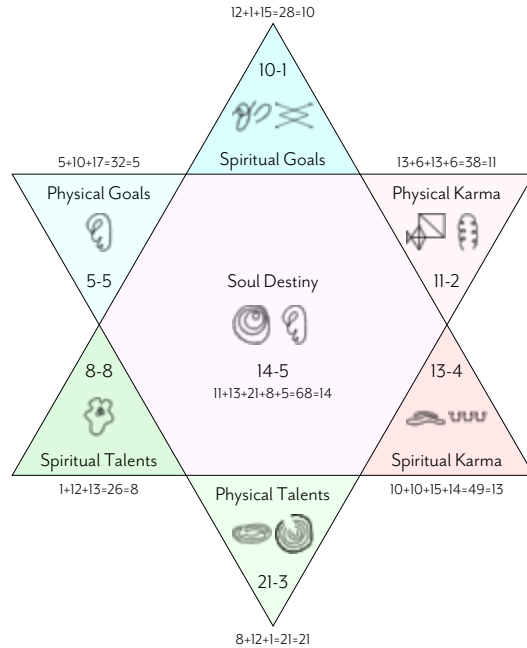 12+1+15=28=10
10-1
Spiritual Goals
5+10+17=32=5
13+6+13+6=38=11
Physical Goals
5-5
Physical Karma
11-2
Soul Destiny
14-5
11+13+21+8+5=68=14
8-8
Spiritual Talents
1+12+13=26=8
13-4
Spiritual Karma
10+10+15+14=49=13
Physical Talents
21-3
8+12+1=21=21